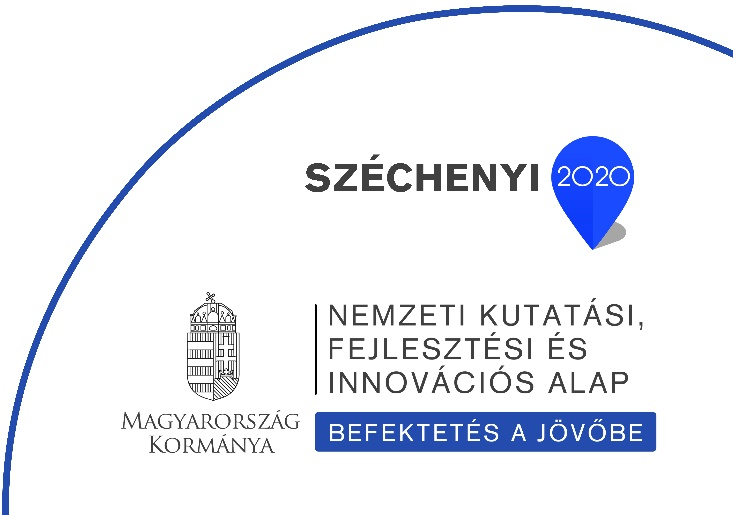 SZÉCHENYI 2020
NEMZETI KUTATÁSI,
FEJLESZTÉSI ÉS
INNOVÁCIÓS ALAP
MAGYARORSZÁG
KORMÁNYA
BEFEKTETÉS A JÖVŐBE